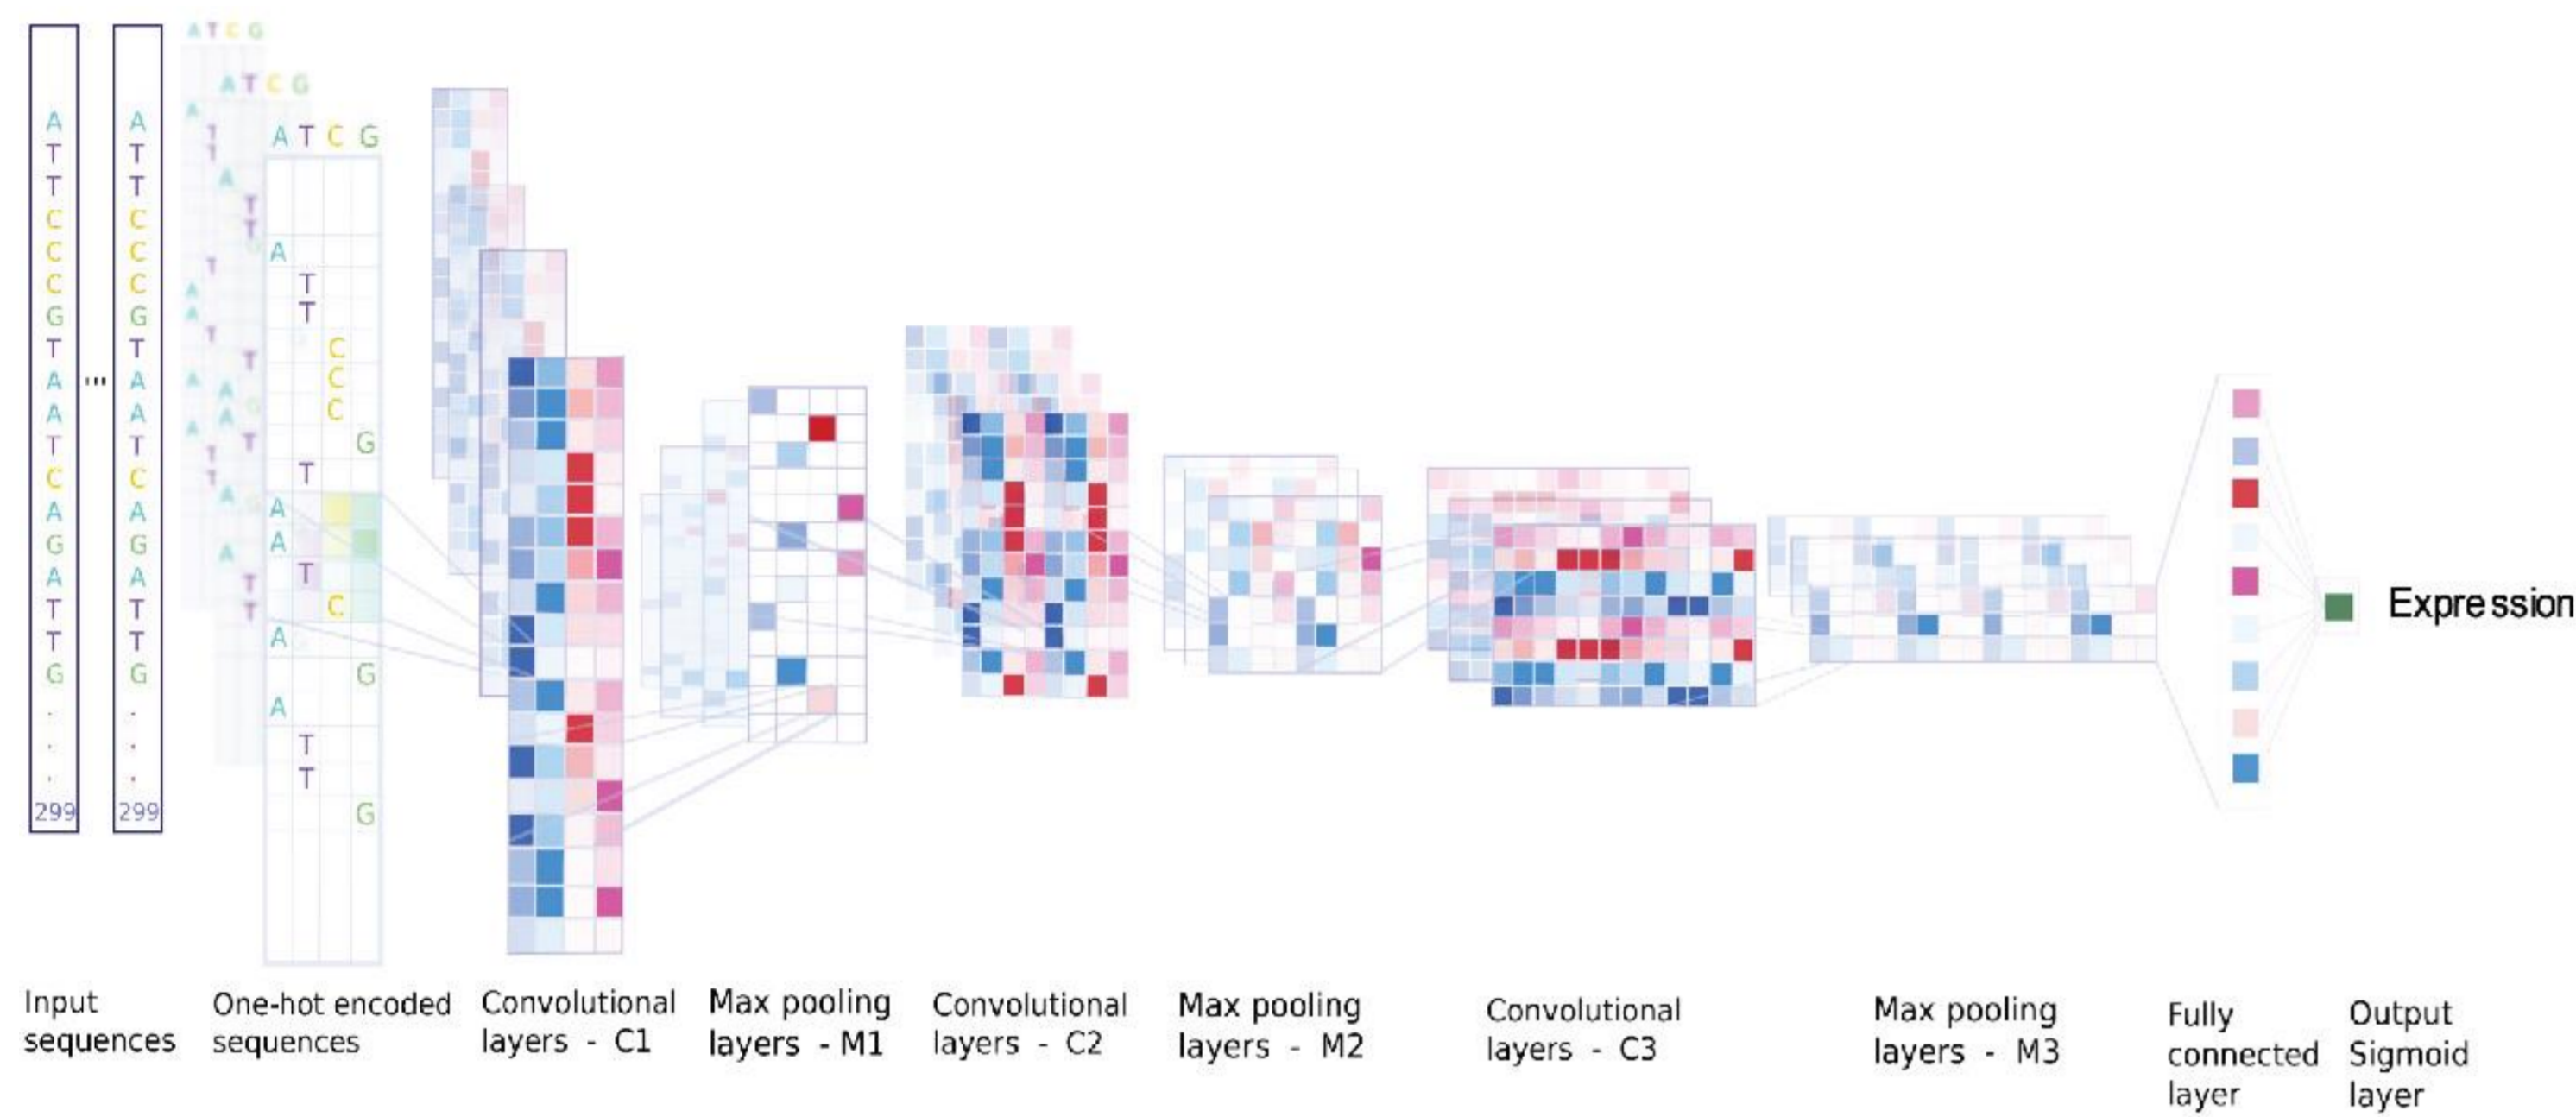 A T C G
A T C G
A T C G
A A
T T
T T
C C
C C
C C
G G
T T
A ''' A
A A
T T
C C
A A
G G
A A
T T
T T
G G
. .
. .
. .
299 299
A
T
T
C
C
C
G
T
A
A
T
C
A
G
A
T
T
G
Expression
Input
sequences
One-hot encoded
sequences
Convolutional
layers - C1
Max pooling
layers - M1
Convolutional
layers - C2
Max pooling
layers - M2
Convolutional
layers - C3
Max pooling
layers - M3
Fully
connected
layer
Output
Sigmoid
layer